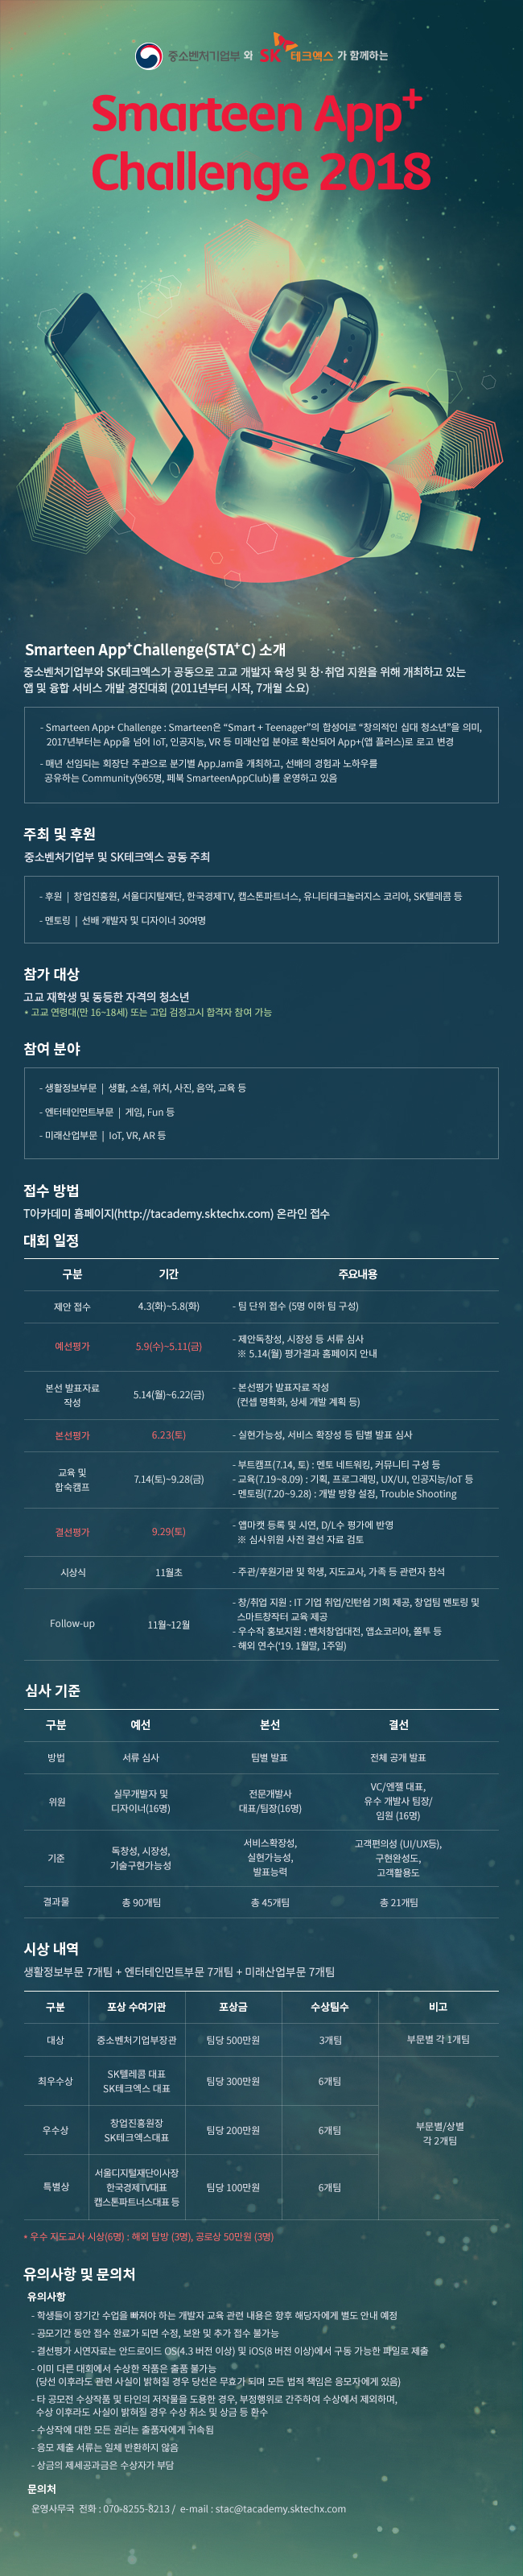 중소벤처기업부 와 SK 테크엑스 가 함께하는
Smarteen App+
Challenge 2018
Gear
Smarteen App+Challenge(STA+C) 소개
중소벤처기업부와 SK테크엑스가 공동으로 고교 개발자 육성 및 창·취업 지원을 위해 개최하고 있는
앱 및 융합 서비스 개발 경진대회 (2011년부터 시작, 7개월 소요)
- Smarteen App+ Challenge : Smarteen은 “Smart + Teenager”의 합성어로 “창의적인 십대 청소년”을 의미,
2017년부터는 App을 넘어 IoT, 인공지능, VR 등 미래산업 분야로 확산되어 App+(앱 플러스)로 로고 변경
- 매년 선임되는 회장단 주관으로 분기별 AppJam을 개최하고, 선배의 경험과 노하우를
공유하는 Community(965명, 페북 SmarteenAppClub)를 운영하고 있음
주최 및 후원
중소벤처기업부 및 SK테크엑스 공동 주최
- 후원 | 창업진흥원, 서울디지털재단, 한국경제TV, 캡스톤파트너스, 유니티테크놀러지스 코리아, SK텔레콤 등
- 멘토링 | 선배 개발자 및 디자이너 30여명
참가 대상
고교 재학생 및 동등한 자격의 청소년
* 고교 연령대(만 16~18세) 또는 고입 검정고시 합격자 참여 가능
참여 분야
- 생활정보부문 | 생활, 소셜, 위치, 사진, 음악, 교육 등
- 엔터테인먼트부문 | 게임, Fun 등
- 미래산업부문 | IoT, VR, AR 등
접수 방법
T아카데미 홈페이지(http://tacademy.sktechx.com) 온라인 접수
대회 일정
구분 기간 주요내용
제안 접수 4.3(화)~5.8(화) - 팀 단위 접수 (5명 이하 팀 구성)
예선평가 5.9(수)~5.11(금) - 제안독창성, 시장성 등 서류 심사
※ 5.14(월) 평가결과 홈페이지 안내
본선 발표자료
작성 5.14(월)~6.22(금) - 본선평가 발표자료 작성
(컨셉 명확화, 상세 개발 계획 등)
본선평가 6.23(토) - 실현가능성, 서비스 확장성 등 팀별 발표 심사
교육 및
합숙캠프 7.14(토)~9.28(금) - 부트캠프(7.14, 토) : 멘토 네트워킹, 커뮤니티 구성 등
- 교육(7.19~8.09) : 기획, 프로그래밍, UX/UI, 인공지능/IoT 등
- 멘토링(7.20~9.28) : 개발 방향 설정, Trouble Shooting
결선평가 9.29(토) - 앱마켓 등록 및 시연, D/L수 평가에 반영
※ 심사위원 사전 결선 자료 검토
시상식 11월초 - 주관/후원기관 및 학생, 지도교사, 가족 등 관련자 참석
Follow-up 11월~12월 - 창/취업 지원 : IT 기업 취업/인턴쉽 기회 제공, 창업팀 멘토링 및
스마트창작터 교육 제공
- 우수작 홍보지원 : 벤처창업대전, 앱쇼코리아, 쫄투 등
- 해외 연수('19. 1월말, 1주일)
심사 기준
구분 예선 본선 결선
방법 서류 심사 팀별 발표 전체 공개 발표
위원 실무개발자 및
디자이너(16명) 전문개발사
대표/팀장(16명) VC/엔젤 대표,
유수 개발사 팀장/
임원 (16명)
기준 독창성, 시장성,
기술구현가능성 서비스확장성,
실현가능성,
발표능력 고객편의성 (UI/UX등),
구현완성도,
고객활용도
결과물 총 90개팀 총 45개팀 총 21개팀
시상 내역
생활정보부문 7개팀 + 엔터테인먼트부문 7개팀 + 미래산업부문 7개팀
구분 포상 수여기관 포상금 수상팀수 비고
대상 중소벤처기업부장관 팀당 500만원 3개팀 부문별 각 1개팀
최우수상 SK텔레콤 대표
SK테크엑스 대표 팀당 300만원 6개팀
우수상 창업진흥원장
SK테크엑스대표 팀당 200만원 6개팀 부문별/상별
각 2개팀
특별상 서울디지털재단이사장
한국경제TV대표
캡스톤파트너스대표 등 팀당 100만원 6개팀
* 우수 지도교사 시상(6명) : 해외 탐방 (3명), 공로상 50만원 (3명)
유의사항 및 문의처
유의사항
- 학생들이 장기간 수업을 빠져야 하는 개발자 교육 관련 내용은 향후 해당자에게 별도 안내 예정
- 공모기간 동안 접수 완료가 되면 수정, 보완 및 추가 접수 불가능
- 결선평가 시연자료는 안드로이드 OS(4.3 버전 이상) 및 iOS(8 버전 이상)에서 구동 가능한 파일로 제출
- 이미 다른 대회에서 수상한 작품은 출품 불가능
(당선 이후라도 관련 사실이 밝혀질 경우 당선은 무효가 되며 모든 법적 책임은 응모자에게 있음)
- 타 공모전 수상작품 및 타인의 저작물을 도용한 경우, 부정행위로 간주하여 수상에서 제외하며,
수상 이후라도 사실이 밝혀질 경우 수상 취소 및 상금 등 환수
- 수상작에 대한 모든 권리는 출품자에게 귀속됨
- 응모 제출 서류는 일체 반환하지 않음
- 상금의 제세공과금은 수상자가 부담
문의처
운영사무국 전화 : 070-8255-8213 / e-mail : stac@tacademy.sktechx.com